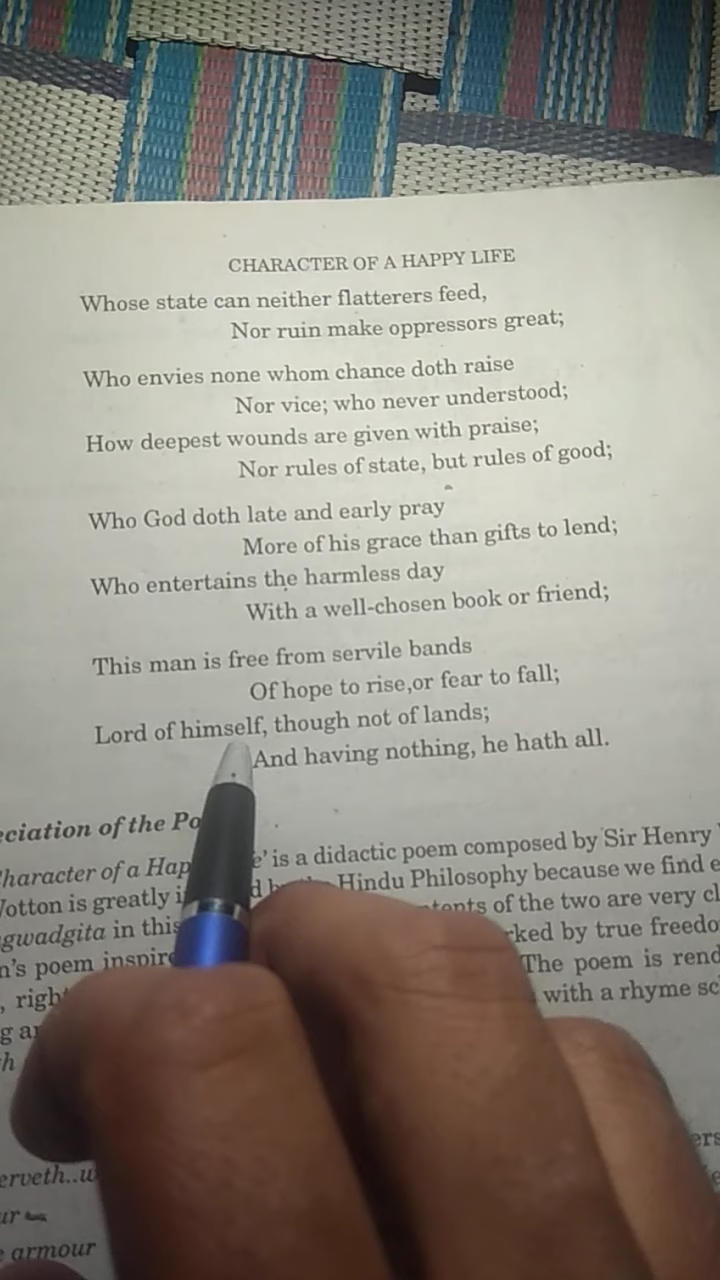 CHARACTER OF A HAPPY LIFE
Whose state can neither flatterers feed,
Nor ruin make oppressors great;
Who envies none whom chance doth raise
Nor vice; who never understood;
How deepest wounds are given with praise;
Nor rules of state, but rules of good;
Who God doth late and early pray
More of his grace than gifts to lend;
Who entertains the harmless day
With a well-chosen book or friend;
This man is free from servile bands
Of hope to rise,or fear to fall;
Lord of himself, though not of lands;
And having nothing, he hath all.
eciation of the Po
Character of a Hap e' is a didactic poem composed by Sir Henry
Wotton is greatly i Hindu Philosophy because we find e
gwadgita in this tents of the two are very cl
n's poem inspir rked by true freedo
, right The poem is rend
g a with a rhyme sc
h
ers
erveth..w
ur
e armour